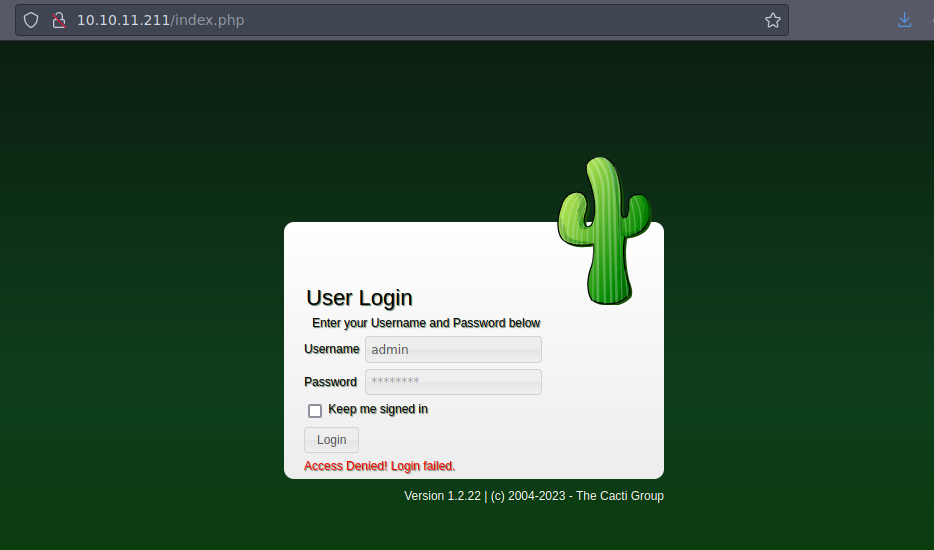 10.10.11.211/index.php
User Login
Enter your Username and Password below
Username admin
Password ********
Keep me signed in
Login
Access Denied! Login failed.
Version 1.2.22 | (c) 2004-2023 - The Cacti Group